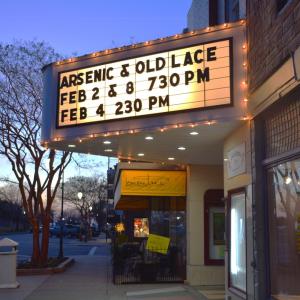 ARSENIC & OLD LACE
FEB 2 & 8 730 PM
FEB 4 230 PM